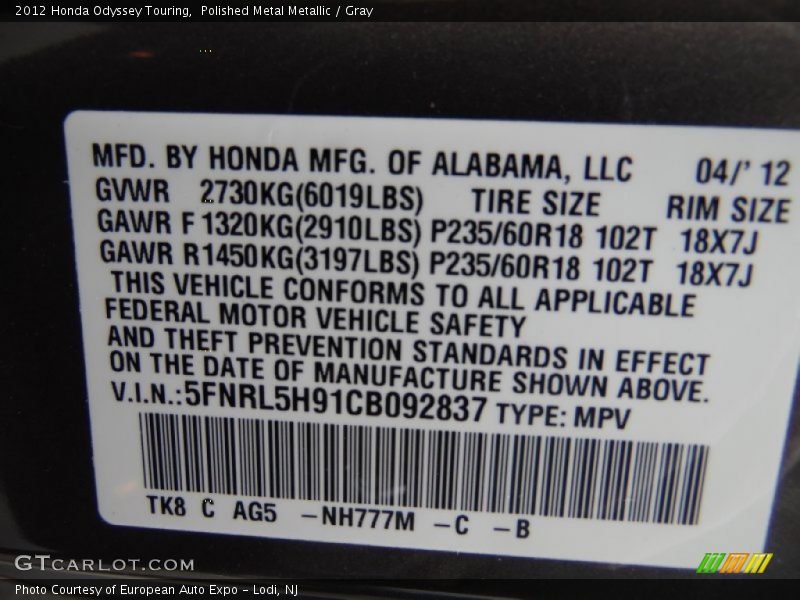 2012 Honda Odyssey Touring, Polished Metal Metallic / Gray
MFD. BY HONDA MFG. OF ALABAMA, LLC 04/' 12
GVWR 2730KG(6019LBS) TIRE SIZE RIM SIZE
GAWR F 1320KG(2910LBS) P235/60R18 102T 18X7J
GAWR R1450KG(3197LBS) P235/60R18 102T 18X7J
THIS VEHICLE CONFORMS TO ALL APPLICABLE
FEDERAL MOTOR VEHICLE SAFETY
AND THEFT PREVENTION STANDARDS IN EFFECT
ON THE DATE OF MANUFACTURE SHOWN ABOVE.
V.I.N.:5FNRL5H91CB092837 TYPE: MPV
TK8 C AG5 –NH777M –C –B
GTCARLOT.COM
Photo Courtesy of European Auto Expo - Lodi, NJ